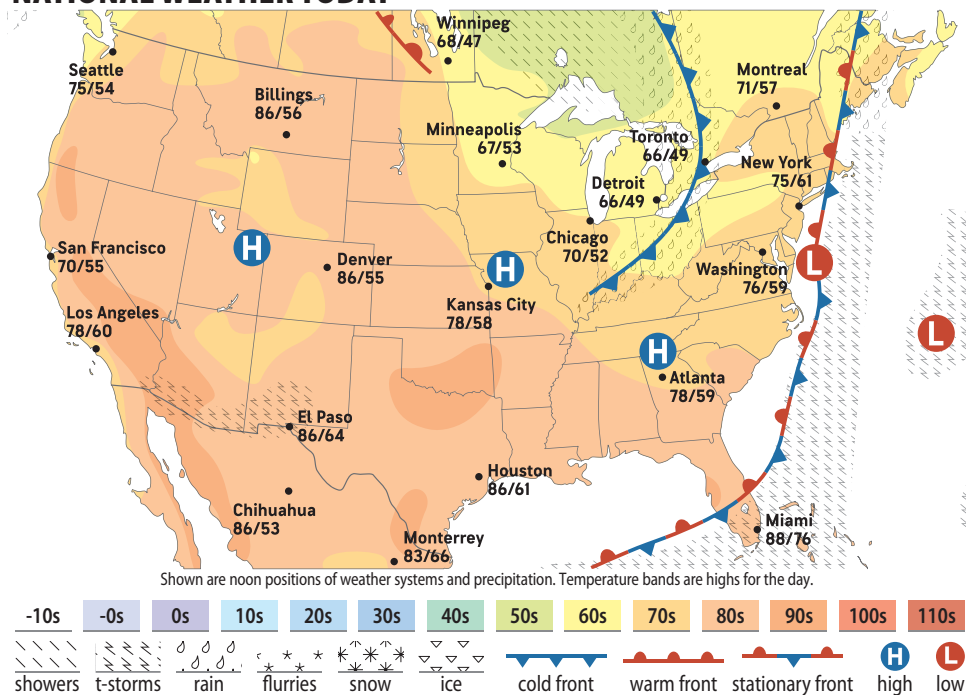 NATIONAL WEATHER TODAY
Winnipeg
68/47
Seattle
75/54
Billings
86/56
Montreal
71/57
Minneapolis
67/53
Toronto
66/49
New York
75/61
Detroit
66/49
Chicago
70/52
San Francisco
70/55
H
Denver
86/55
H
Kansas City
78/58
Washington
76/59
L
Los Angeles
78/60
H
L
Atlanta
78/59
El Paso
86/64
Houston
86/61
Chihuahua
86/53
Miami
88/76
Monterrey
83/66
Shown are noon positions of weather systems and precipitation. Temperature bands are highs for the day.
-10s -0s 0s 10s 20s 30s 40s 50s 60s 70s 80s 90s 100s 110s
H L
showers t-storms rain flurries snow ice cold front warm front stationary front high low